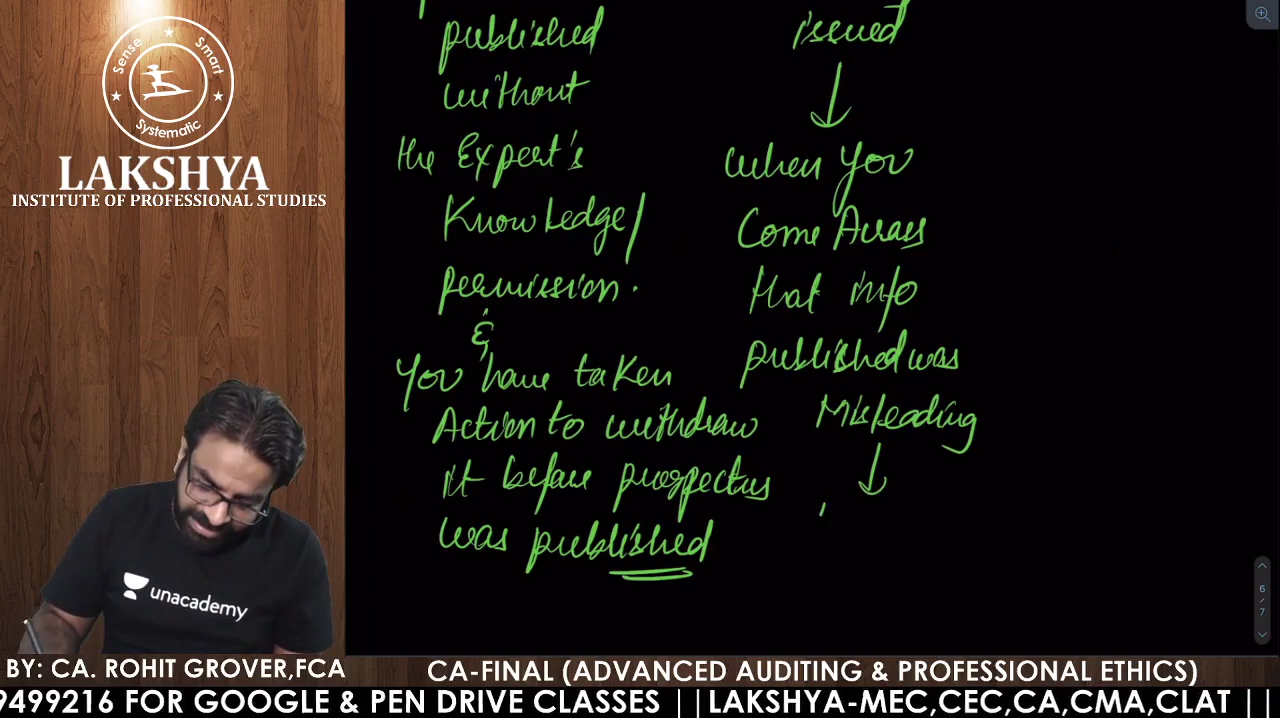 Sense
Smart
Systematic
LAKSHYA
INSTITUTE OF PROFESSIONAL STUDIES
published
without
the Expert's
Knowledge/
permission.
&
You have taken
Action to withdraw
it before prospectus
was published
issued
When You
Come Across
that info
published was
Misleading
unacademy
6
/
7
BY: CA. ROHIT GROVER,FCA
CA-FINAL (ADVANCED AUDITING & PROFESSIONAL ETHICS)
9499216 FOR GOOGLE & PEN DRIVE CLASSES ||LAKSHYA-MEC,CEC,CA,CMA,CLAT ||